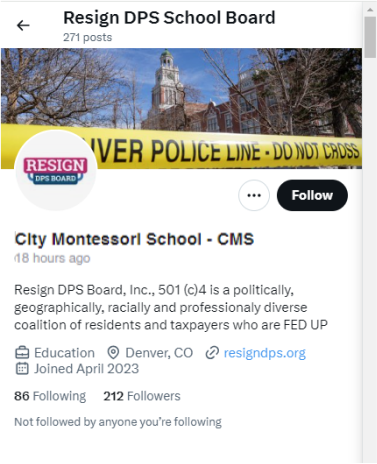 Resign DPS School Board
271 posts
VER POLICE LINE - DO NOT CROSS
RESIGN
DPS BOARD
Follow
City Montessori School - CMS
18 hours ago
Resign DPS Board, Inc., 501 (c)4 is a politically,
geographically, racially and professionaly diverse
coalition of residents and taxpayers who are FED UP
Education Denver, CO resigndps.org
Joined April 2023
86 Following 212 Followers
Not followed by anyone you're following